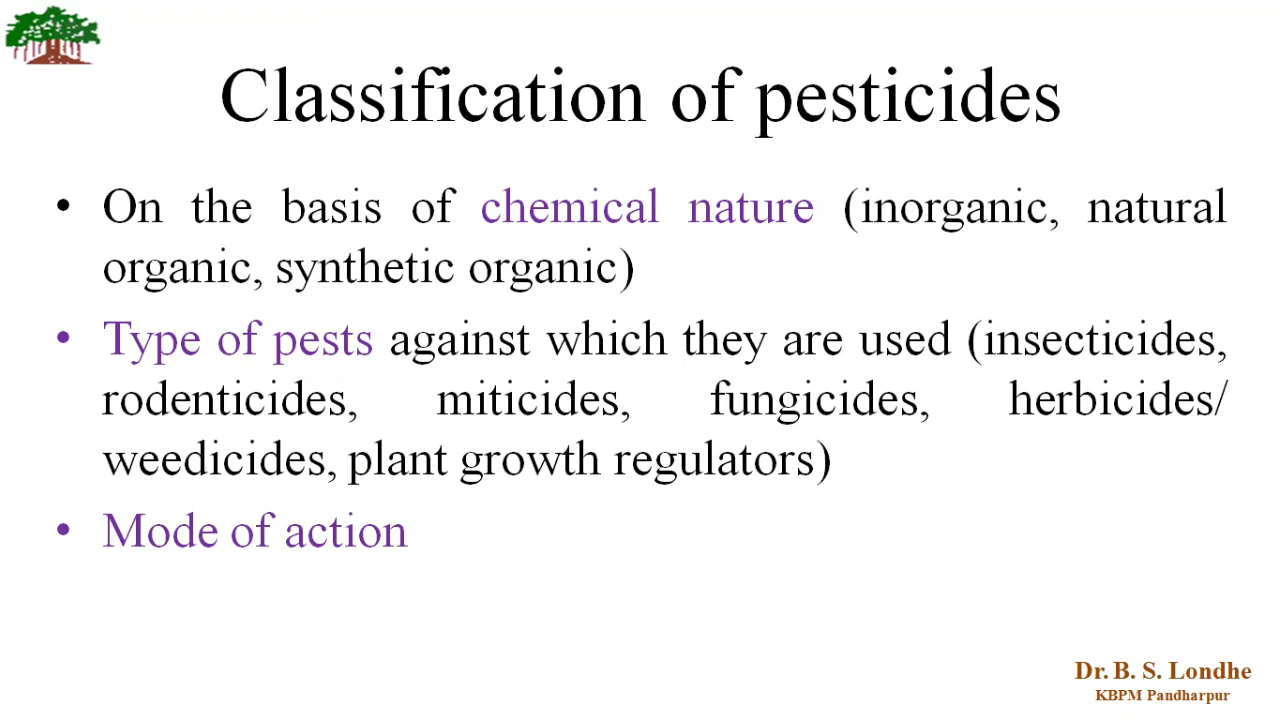 Classification of pesticides
• On the basis of chemical nature (inorganic, natural
organic, synthetic organic)
• Type of pests against which they are used (insecticides,
rodenticides, miticides, fungicides, herbicides/
weedicides, plant growth regulators)
• Mode of action
Dr. B. S. Londhe
KBPM Pandharpur